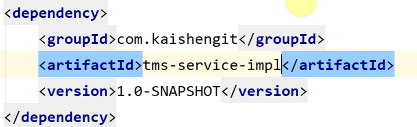 <dependency>
<groupId>com.kaishengit</groupId>
<artifactId>tms-service-impl</artifactId>
<version>1.0-SNAPSHOT</version>
</dependency>